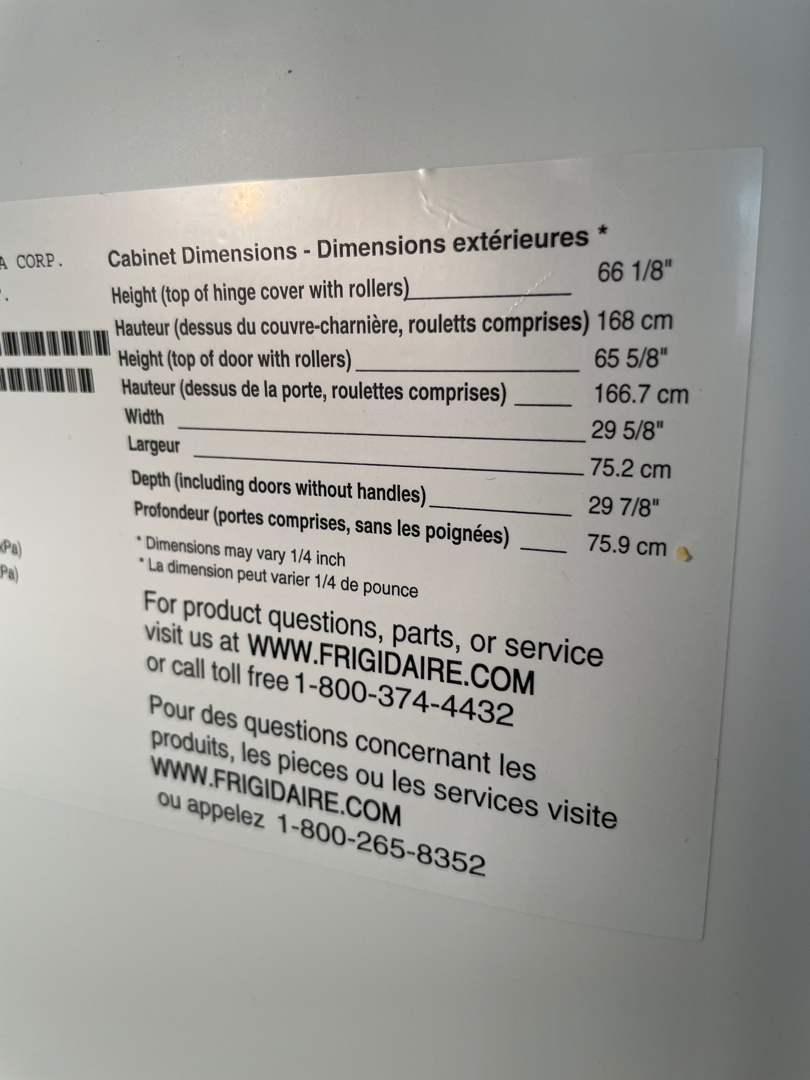 A CORP.
Cabinet Dimensions - Dimensions extérieures *
Height (top of hinge cover with rollers) 66 1/8"
Hauteur (dessus du couvre-charnière, rouletts comprises) 168 cm
Height (top of door with rollers) 65 5/8"
Hauteur (dessus de la porte, roulettes comprises) 166.7 cm
Width 29 5/8"
Largeur 75.2 cm
Depth (including doors without handles) 29 7/8"
Profondeur (portes comprises, sans les poignées) 75.9 cm
kPa)
Pa)
* Dimensions may vary 1/4 inch
* La dimension peut varier 1/4 de pounce
For product questions, parts, or service
visit us at WWW.FRIGIDAIRE.COM
or call toll free 1-800-374-4432
Pour des questions concernant les
produits, les pieces ou les services visite
WWW.FRIGIDAIRE.COM
ou appelez 1-800-265-8352